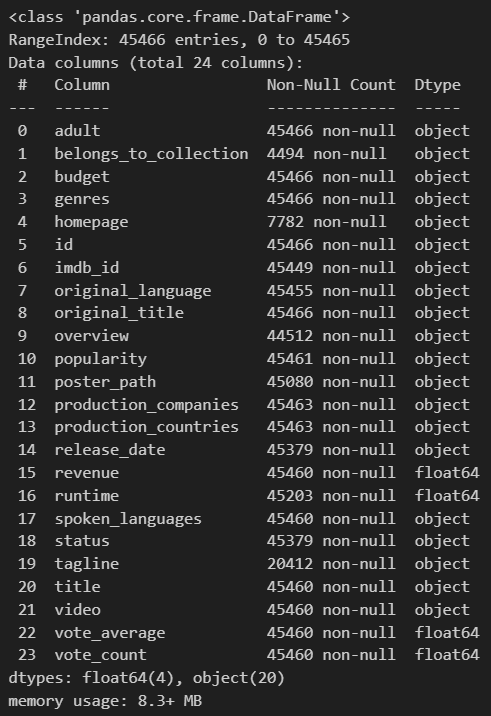 <class 'pandas.core.frame.DataFrame'>
RangeIndex: 45466 entries, 0 to 45465
Data columns (total 24 columns):
 #   Column                 Non-Null Count  Dtype
---  ------                 --------------  -----
 0   adult                  45466 non-null  object
 1   belongs_to_collection  4494 non-null   object
 2   budget                 45466 non-null  object
 3   genres                 45466 non-null  object
 4   homepage               7782 non-null   object
 5   id                     45466 non-null  object
 6   imdb_id                45449 non-null  object
 7   original_language      45455 non-null  object
 8   original_title         45466 non-null  object
 9   overview               44512 non-null  object
 10  popularity             45461 non-null  object
 11  poster_path            45080 non-null  object
 12  production_companies   45463 non-null  object
 13  production_countries   45463 non-null  object
 14  release_date           45379 non-null  object
 15  revenue                45460 non-null  float64
 16  runtime                45203 non-null  float64
 17  spoken_languages       45460 non-null  object
 18  status                 45379 non-null  object
 19  tagline                20412 non-null  object
 20  title                  45460 non-null  object
 21  video                  45460 non-null  object
 22  vote_average           45460 non-null  float64
 23  vote_count             45460 non-null  float64
dtypes: float64(4), object(20)
memory usage: 8.3+ MB